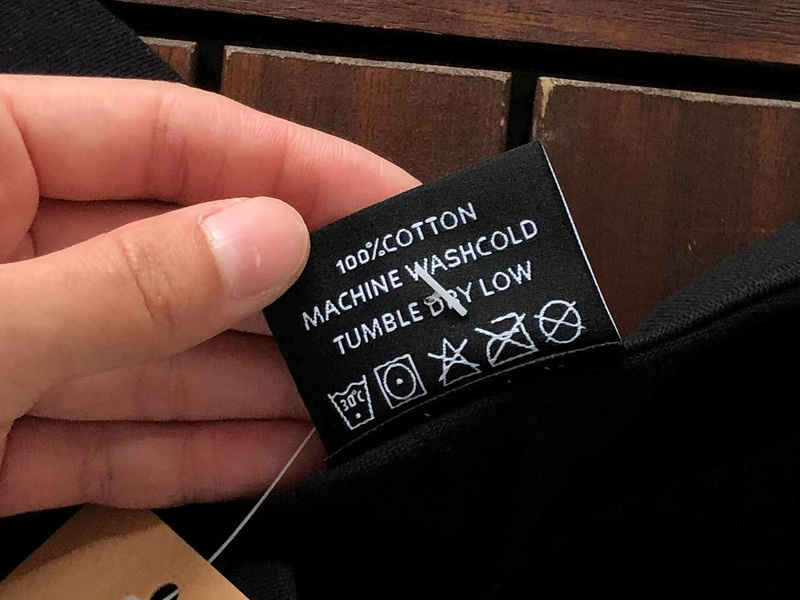 100%COTTON
MACHINE WASHCOLD
TUMBLE DRY LOW
30°C